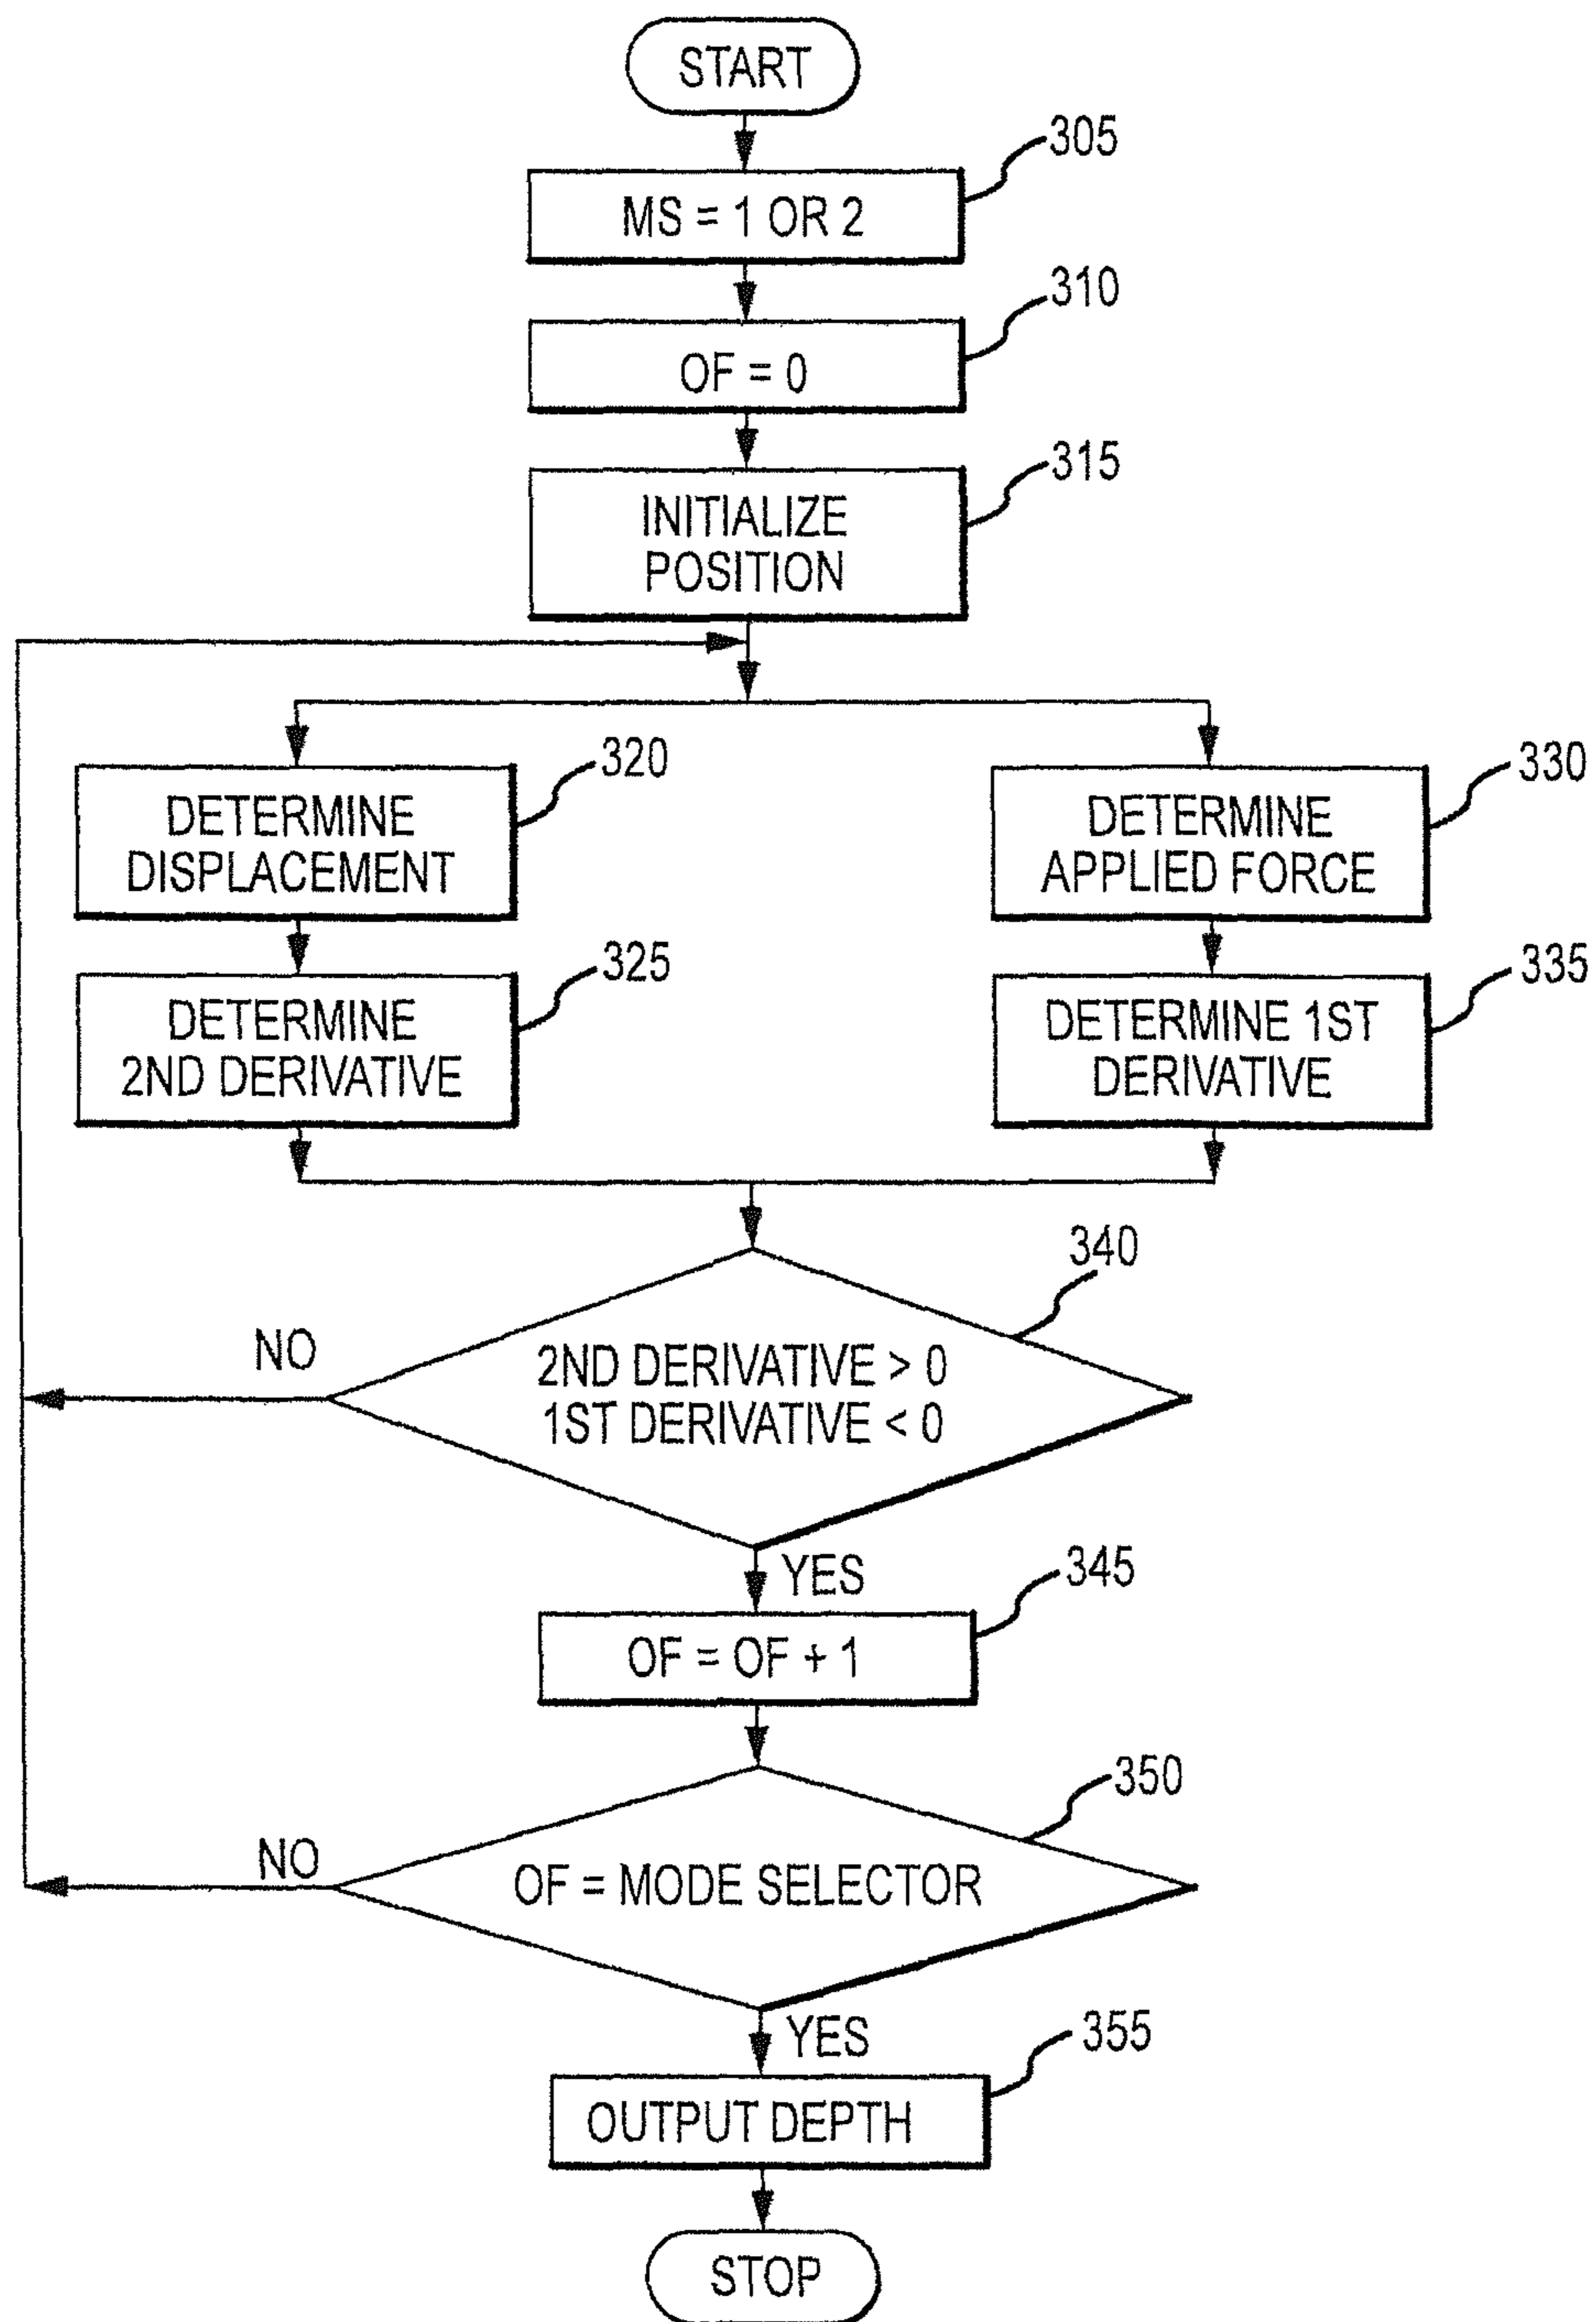 START
305
MS = 1 OR 2
310
OF = 0
315
INITIALIZE
POSITION
320
DETERMINE
DISPLACEMENT
330
DETERMINE
APPLIED FORCE
325
DETERMINE
2ND DERIVATIVE
335
DETERMINE 1ST
DERIVATIVE
340
NO
2ND DERIVATIVE > 0
1ST DERIVATIVE < 0
YES
345
OF = OF + 1
350
NO
OF = MODE SELECTOR
YES
355
OUTPUT DEPTH
STOP